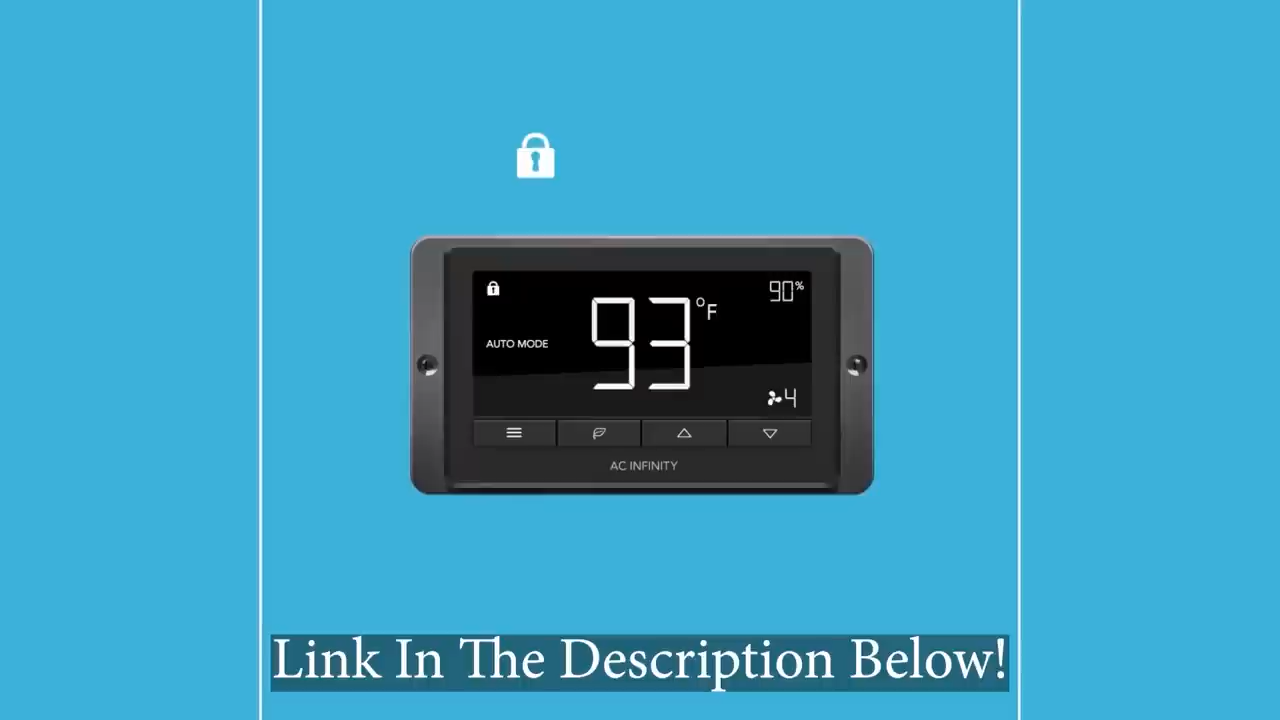 90%
93°F
AUTO MODE
4
AC INFINITY
Link In The Description Below!